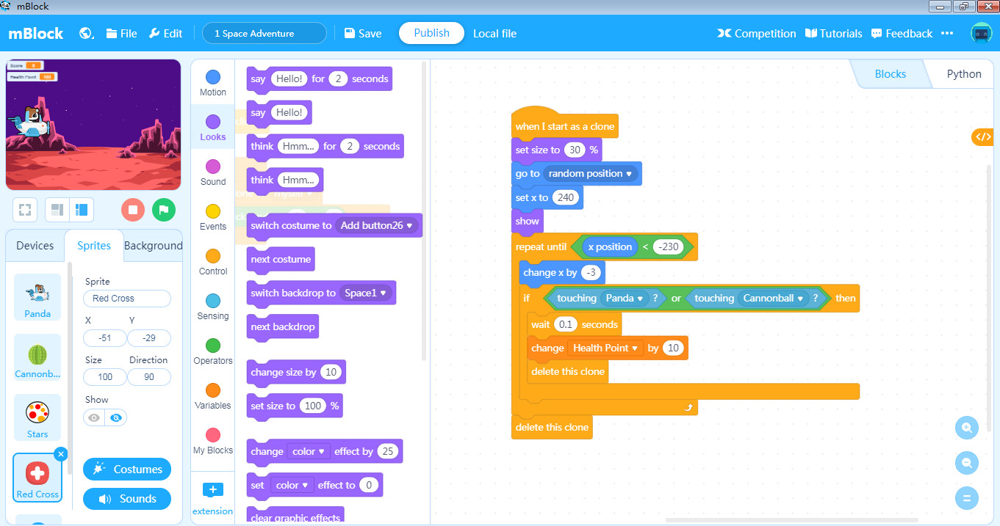 mBlock
mBlock File Edit 1 Space Adventure Save Publish Local file Competition Tutorials Feedback
Score 0
Health Point 100
Devices Sprites Background
Panda
Cannonb...
Stars
Red Cross
Sprite
Red Cross
X Y
-51 -29
Size Direction
100 90
Show
Costumes
Sounds
Motion
Looks
Sound
Events
Control
Sensing
Operators
Variables
My Blocks
extension
say Hello! for 2 seconds
say Hello!
think Hmm... for 2 seconds
think Hmm...
myself
switch costume to Add button26
next costume
switch backdrop to Space1
next backdrop
change size by 10
set size to 100 %
change color effect by 25
set color effect to 0
clear graphic effects
Blocks Python
</>
when I start as a clone
set size to 30 %
go to random position
set x to 240
show
repeat until x position < -230
change x by -3
if touching Panda ? or touching Cannonball ? then
wait 0.1 seconds
change Health Point by 10
delete this clone
delete this clone